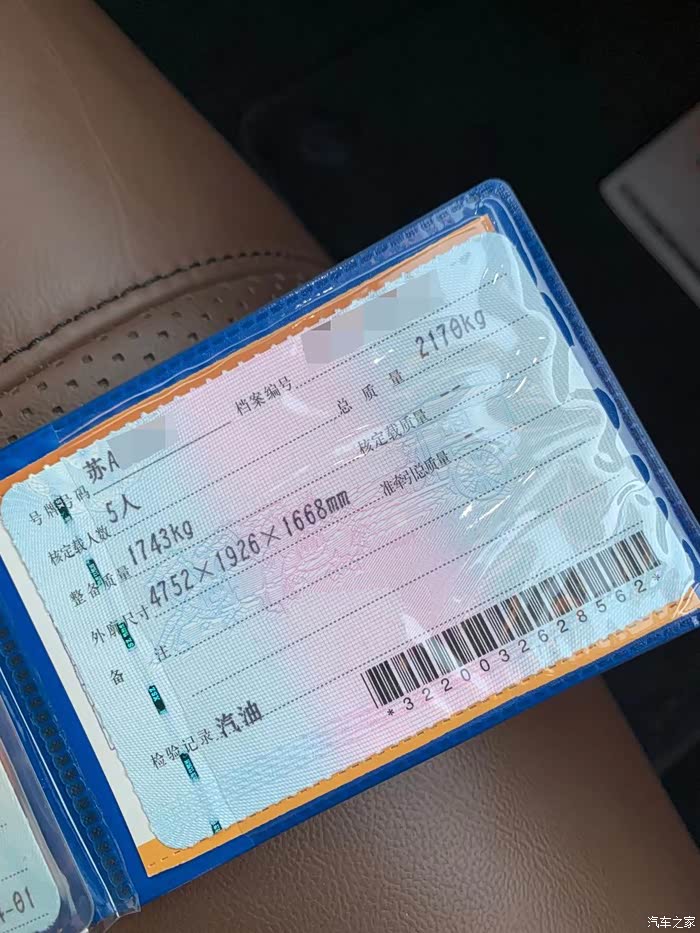 档案编号
号牌号码 苏A
总质量 2170kg
核定载人数 5人
核定载质量 --
整备质量 1743kg
准牵引总质量 --
外廓尺寸 4752×1926×1668mm
备注
检验记录 汽油
*3220032628562*
4-01
汽车之家